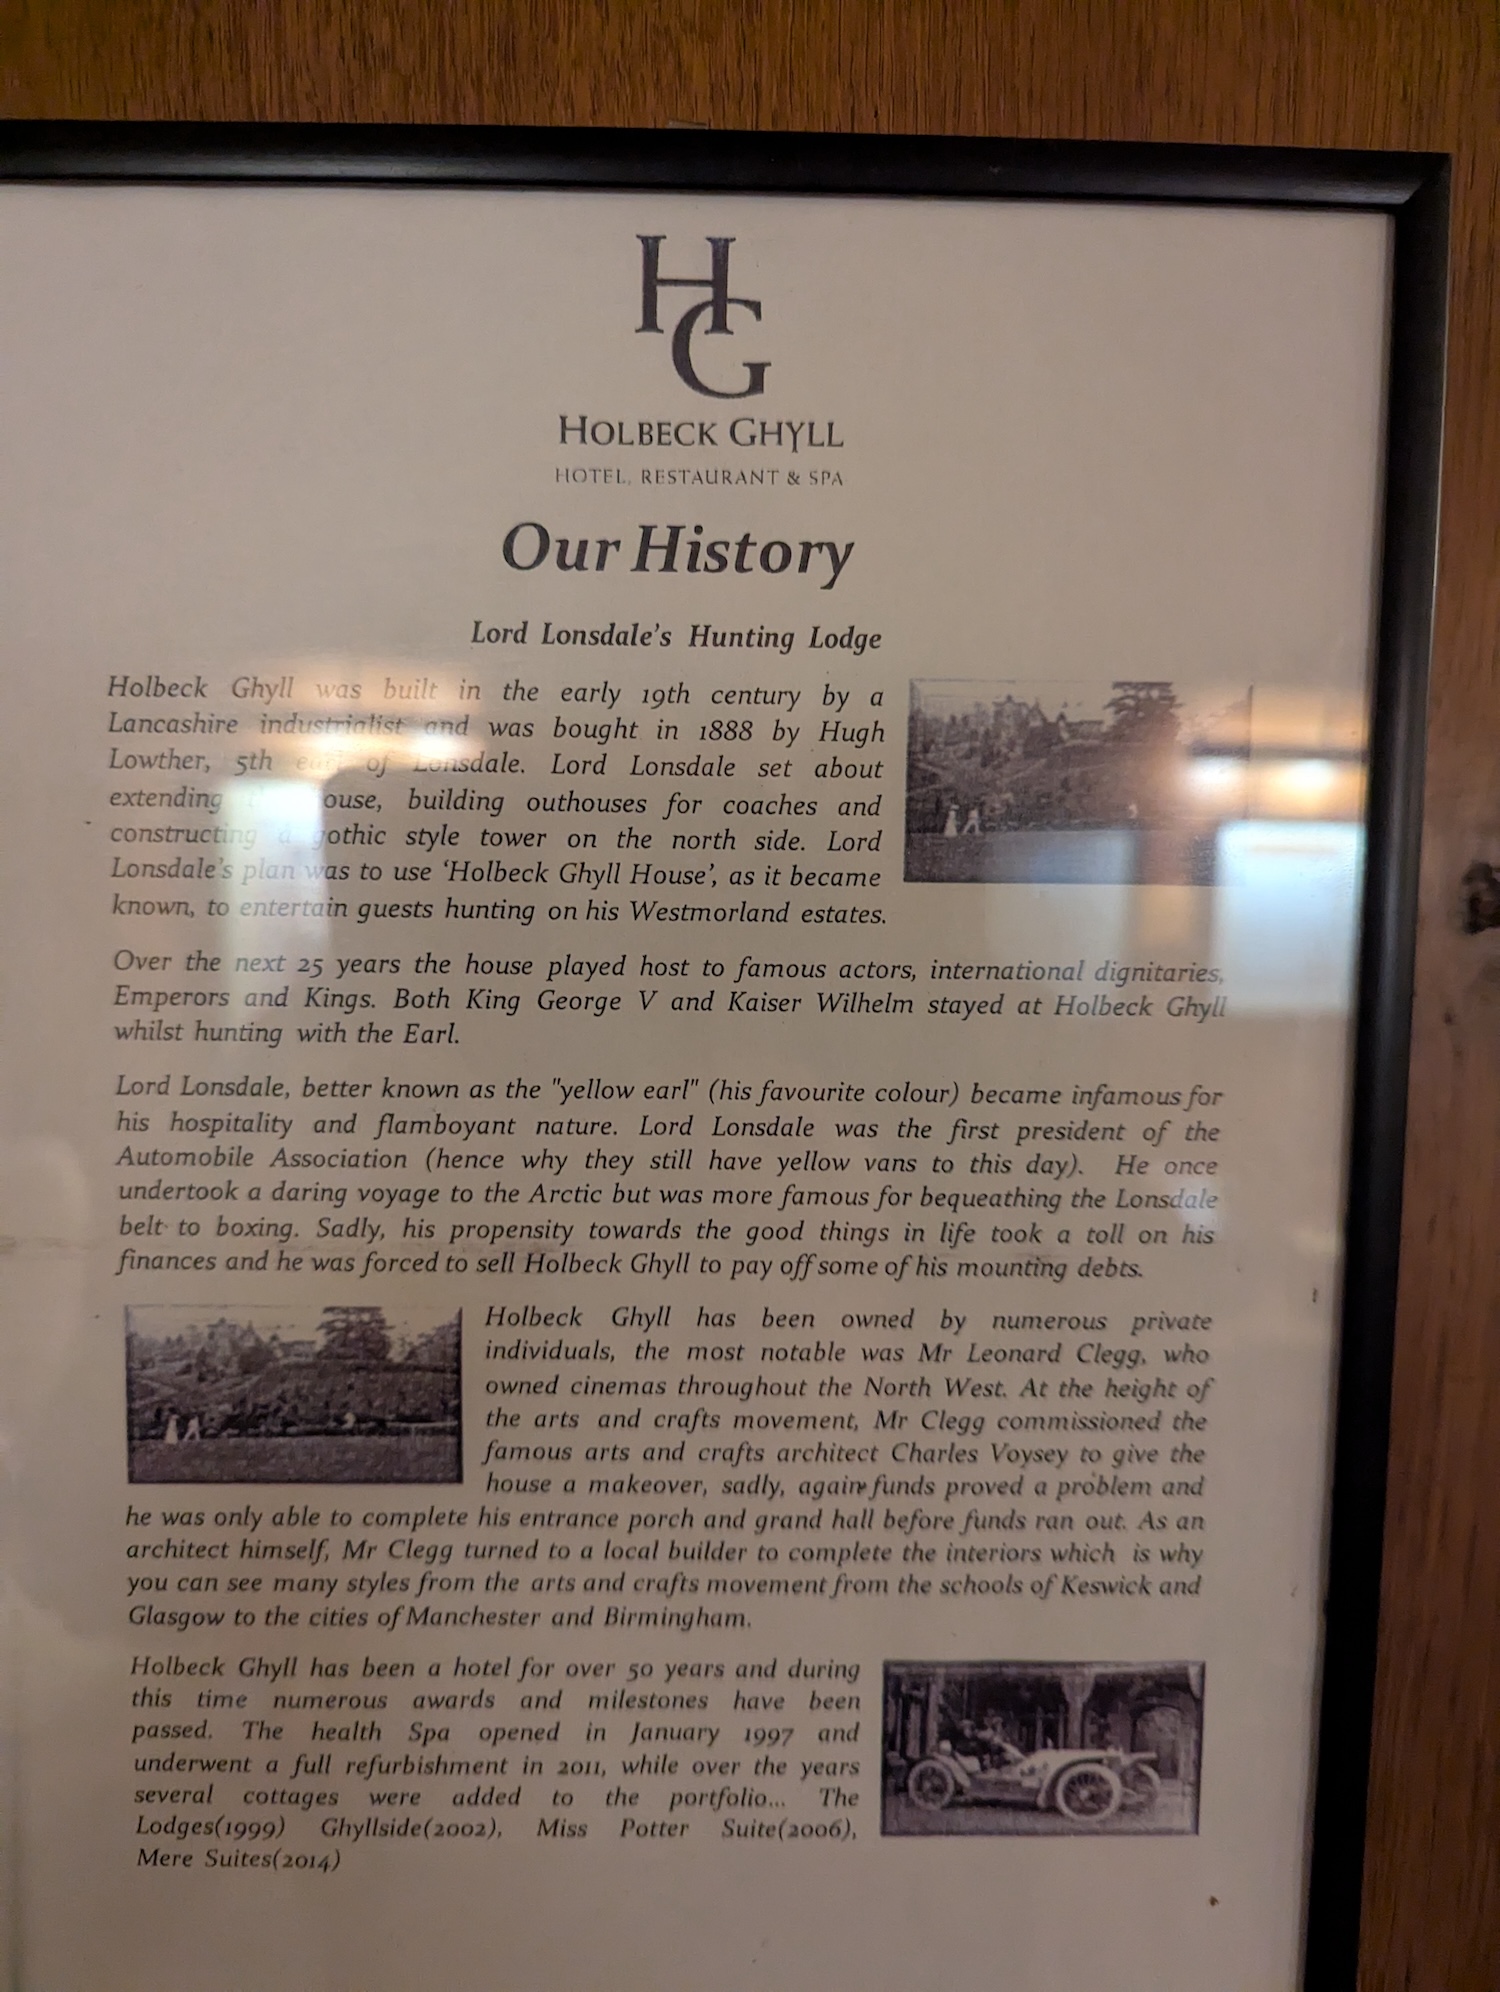 HG
HOLBECK GHYLL
HOTEL, RESTAURANT & SPA
Our History
Lord Lonsdale's Hunting Lodge
Holbeck Ghyll was built in the early 19th century by a
Lancashire industrialist and was bought in 1888 by Hugh
Lowther, 5th earl of Lonsdale. Lord Lonsdale set about
extending ouse, building outhouses for coaches and
constructing a gothic style tower on the north side. Lord
Lonsdale's plan was to use ‘Holbeck Ghyll House’, as it became
known, to entertain guests hunting on his Westmorland estates.
Over the next 25 years the house played host to famous actors, international dignitaries,
Emperors and Kings. Both King George V and Kaiser Wilhelm stayed at Holbeck Ghyll
whilst hunting with the Earl.
Lord Lonsdale, better known as the "yellow earl" (his favourite colour) became infamous for
his hospitality and flamboyant nature. Lord Lonsdale was the first president of the
Automobile Association (hence why they still have yellow vans to this day). He once
undertook a daring voyage to the Arctic but was more famous for bequeathing the Lonsdale
belt to boxing. Sadly, his propensity towards the good things in life took a toll on his
finances and he was forced to sell Holbeck Ghyll to pay off some of his mounting debts.
Holbeck Ghyll has been owned by numerous private
individuals, the most notable was Mr Leonard Clegg, who
owned cinemas throughout the North West. At the height of
the arts and crafts movement, Mr Clegg commissioned the
famous arts and crafts architect Charles Voysey to give the
house a makeover, sadly, again funds proved a problem and
he was only able to complete his entrance porch and grand hall before funds ran out. As an
architect himself, Mr Clegg turned to a local builder to complete the interiors which is why
you can see many styles from the arts and crafts movement from the schools of Keswick and
Glasgow to the cities of Manchester and Birmingham.
Holbeck Ghyll has been a hotel for over 50 years and during
this time numerous awards and milestones have been
passed. The health Spa opened in January 1997 and
underwent a full refurbishment in 2011, while over the years
several cottages were added to the portfolio... The
Lodges(1999) Ghyllside(2002), Miss Potter Suite(2006),
Mere Suites(2014)